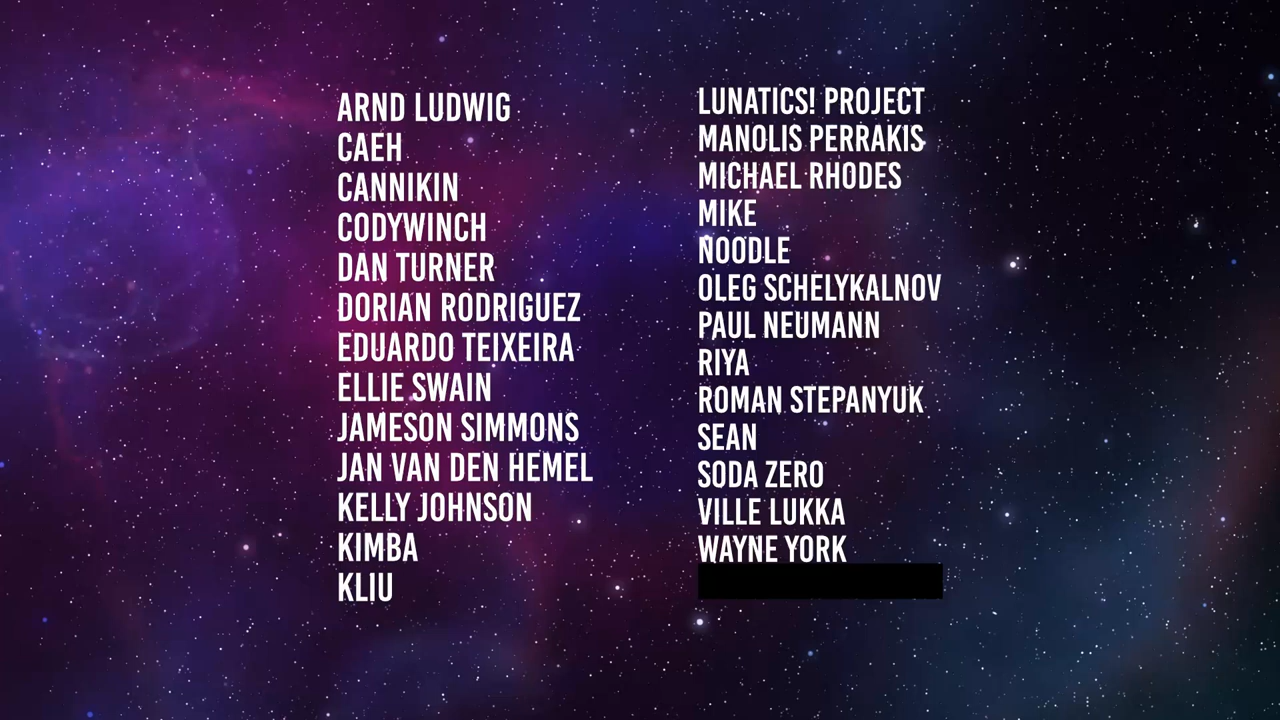 ARND LUDWIG
CAEH
CANNIKIN
CODYWINCH
DAN TURNER
DORIAN RODRIGUEZ
EDUARDO TEIXEIRA
ELLIE SWAIN
JAMESON SIMMONS
JAN VAN DEN HEMEL
KELLY JOHNSON
KIMBA
KLIU
LUNATICS! PROJECT
MANOLIS PERRAKIS
MICHAEL RHODES
MIKE
NOODLE
OLEG SCHELYKALNOV
PAUL NEUMANN
RIYA
ROMAN STEPANYUK
SEAN
SODA ZERO
VILLE LUKKA
WAYNE YORK